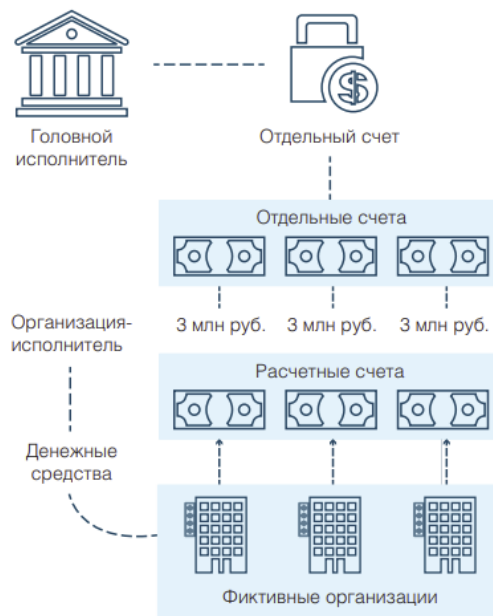 Головной
исполнитель
Отдельный счет
Отдельные счета
Организация-
исполнитель
3 млн руб.
3 млн руб.
3 млн руб.
Расчетные счета
Денежные
средства
Фиктивные организации